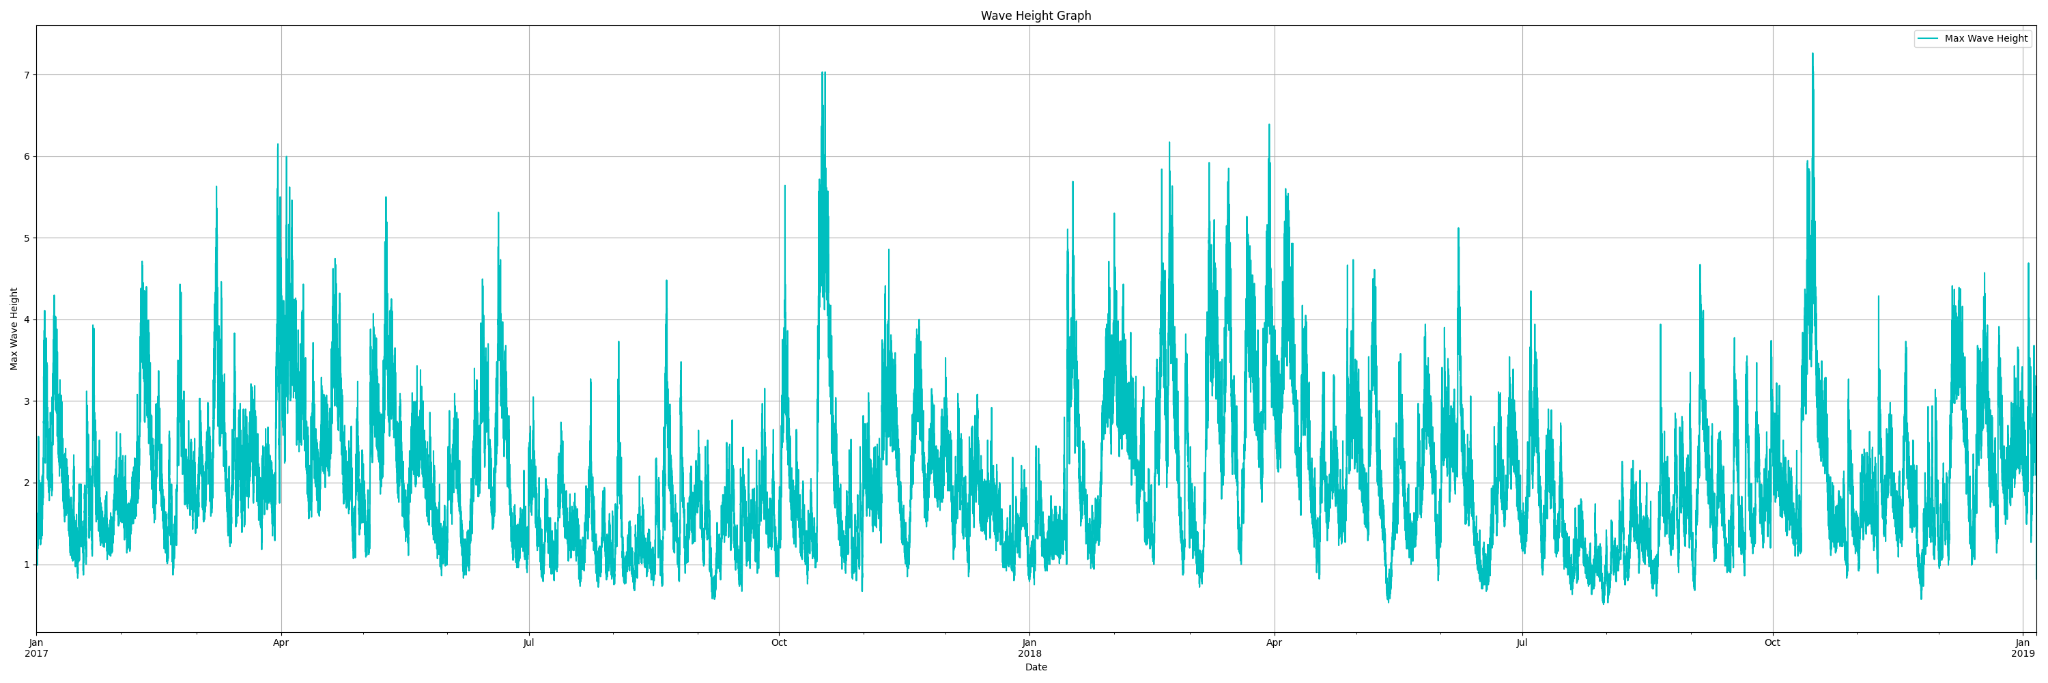 Wave Height Graph
Max Wave Height
Max Wave Height
7
6
5
4
3
2
1
Jan
2017
Apr
Jul
Oct
Jan
2018
Apr
Jul
Oct
Jan
2019
Date